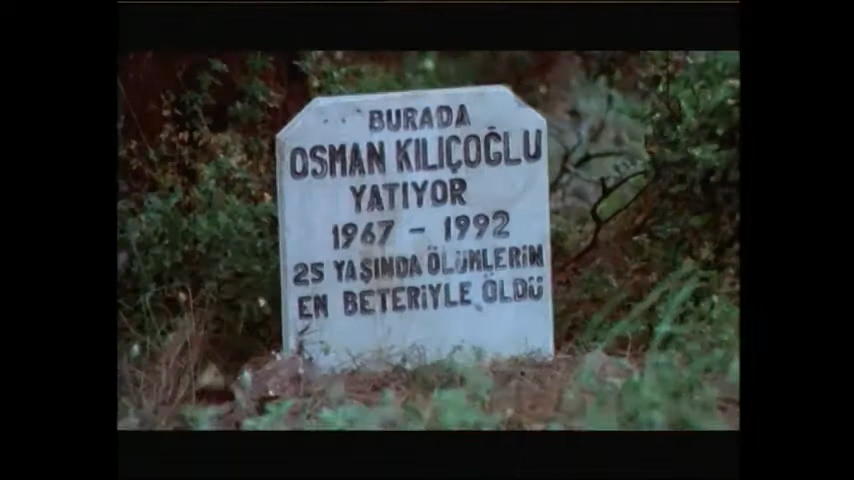 BURADA
OSMAN KILIÇOĞLU
YATIYOR
1967 - 1992
25 YAŞINDA ÖLÜMLERİN
EN BETERİYLE ÖLDÜ